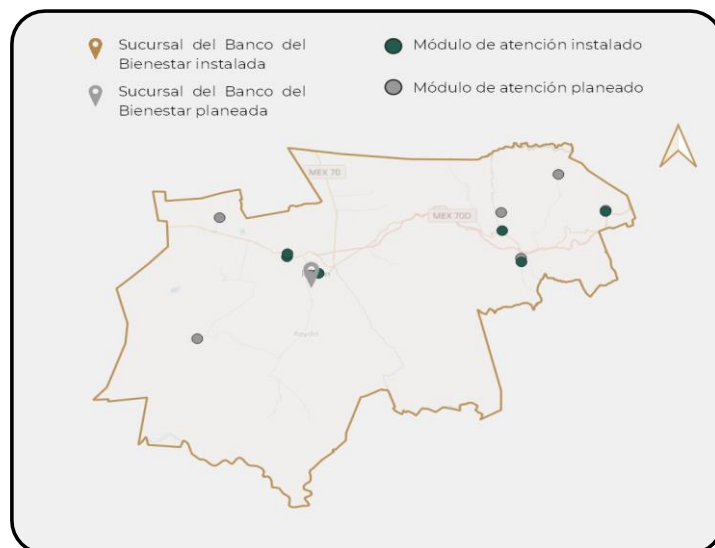 Sucursal del Banco del
Bienestar instalada
Sucursal del Banco del
Bienestar planeada
Módulo de atención instalado
Módulo de atención planeado
MEX 70
MEX 70D
Rayón